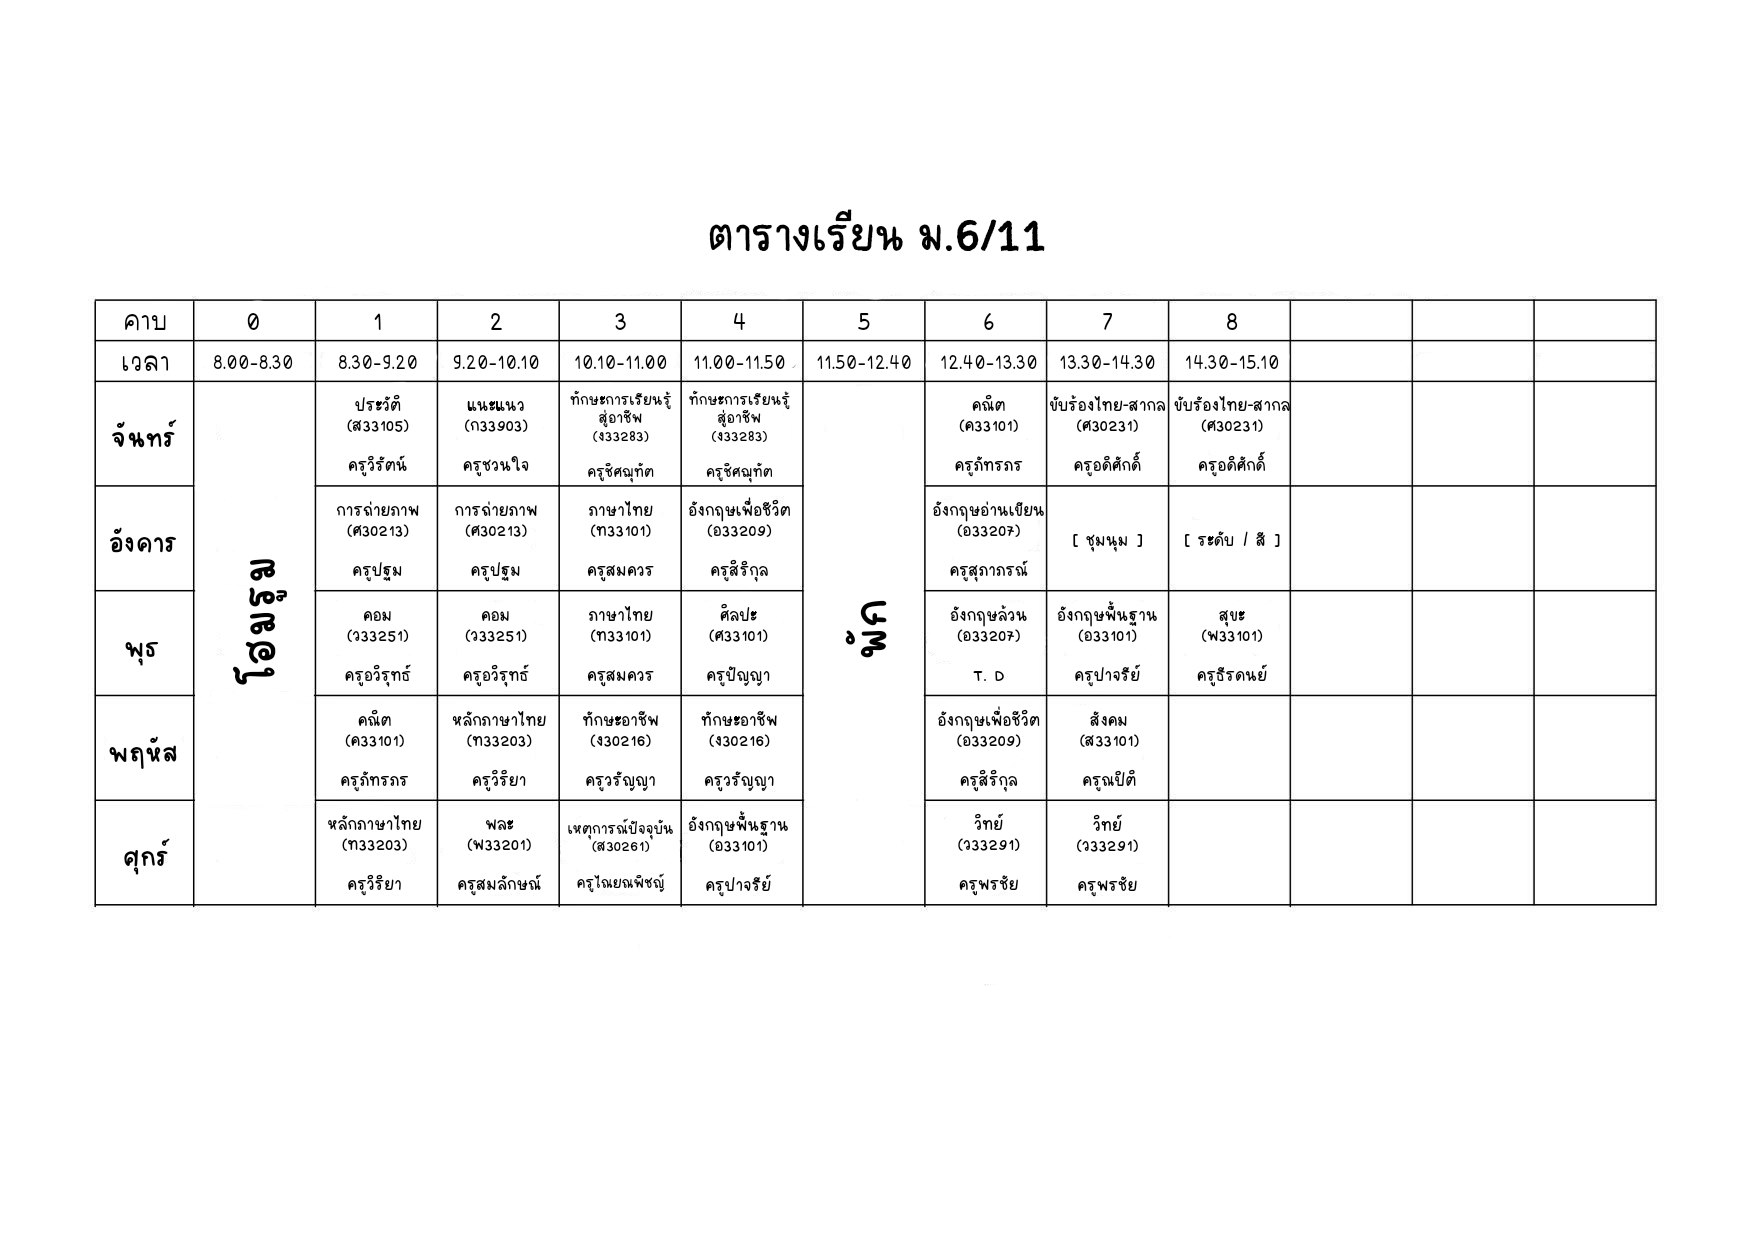 ตารางเรียน ม.6/11
คาบ 0 1 2 3 4 5 6 7 8
เวลา 8.00-8.30 8.30-9.20 9.20-10.10 10.10-11.00 11.00-11.50 11.50-12.40 12.40-13.30 13.30-14.30 14.30-15.10
โฮมรูม
พัก
จันทร์
ประวัติ
(ส33105)
ครูวิรัตน์
แนะแนว
(ก33903)
ครูชวนใจ
ทักษะการเรียนรู้
สู่อาชีพ
(ง33283)
ครูชิศณุทัต
ทักษะการเรียนรู้
สู่อาชีพ
(ง33283)
ครูชิศณุทัต
คณิต
(ค33101)
ครูภัทรภร
ขับร้องไทย-สากล
(ศ30231)
ครูอดิศักดิ์
ขับร้องไทย-สากล
(ศ30231)
ครูอดิศักดิ์
อังคาร
การถ่ายภาพ
(ศ30213)
ครูปฐม
การถ่ายภาพ
(ศ30213)
ครูปฐม
ภาษาไทย
(ท33101)
ครูสมควร
อังกฤษเพื่อชีวิต
(อ33209)
ครูสิริกุล
อังกฤษอ่านเขียน
(อ33207)
ครูสุภาภรณ์
[ ชุมนุม ]
[ ระดับ / สี ]
พุธ
คอม
(ว33251)
ครูอวิรุทธ์
คอม
(ว33251)
ครูอวิรุทธ์
ภาษาไทย
(ท33101)
ครูสมควร
ศิลปะ
(ศ33101)
ครูปัญญา
อังกฤษล้วน
(อ33207)
T. D
อังกฤษพื้นฐาน
(อ33101)
ครูปาจรีย์
สุขะ
(พ33101)
ครูธีรดนย์
พฤหัส
คณิต
(ค33101)
ครูภัทรภร
หลักภาษาไทย
(ท33203)
ครูวิริยา
ทักษะอาชีพ
(ง30216)
ครูวรัญญา
ทักษะอาชีพ
(ง30216)
ครูวรัญญา
อังกฤษเพื่อชีวิต
(อ33209)
ครูสิริกุล
สังคม
(ส33101)
ครูณปิติ
ศุกร์
หลักภาษาไทย
(ท33203)
ครูวิริยา
พละ
(พ33201)
ครูสมลักษณ์
เหตุการณ์ปัจจุบัน
(ส30261)
ครูไณยณพิชญ์
อังกฤษพื้นฐาน
(อ33101)
ครูปาจรีย์
วิทย์
(ว33291)
ครูพรชัย
วิทย์
(ว33291)
ครูพรชัย